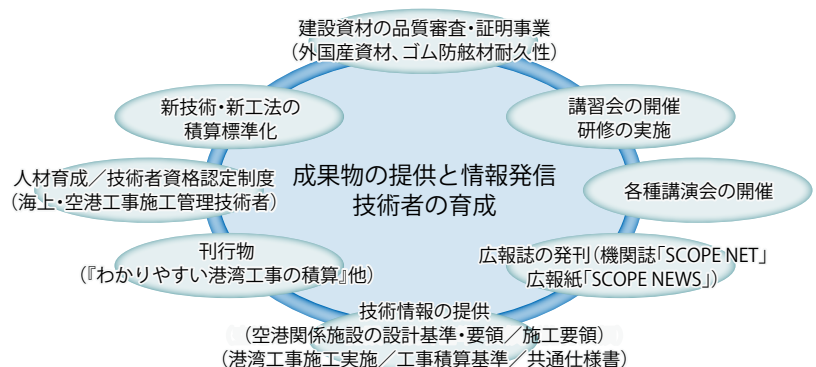 建設資材の品質審査・証明事業
（外国産資材、ゴム防舷材耐久性）
新技術・新工法の
積算標準化
講習会の開催
研修の実施
人材育成／技術者資格認定制度
（海上・空港工事施工管理技術者）
成果物の提供と情報発信
技術者の育成
各種講演会の開催
刊行物
（『わかりやすい港湾工事の積算』他）
広報誌の発刊（機関誌「SCOPE NET」
広報紙「SCOPE NEWS」）
技術情報の提供
（空港関係施設の設計基準・要領／施工要領）
（港湾工事施工実施／工事積算基準／共通仕様書）